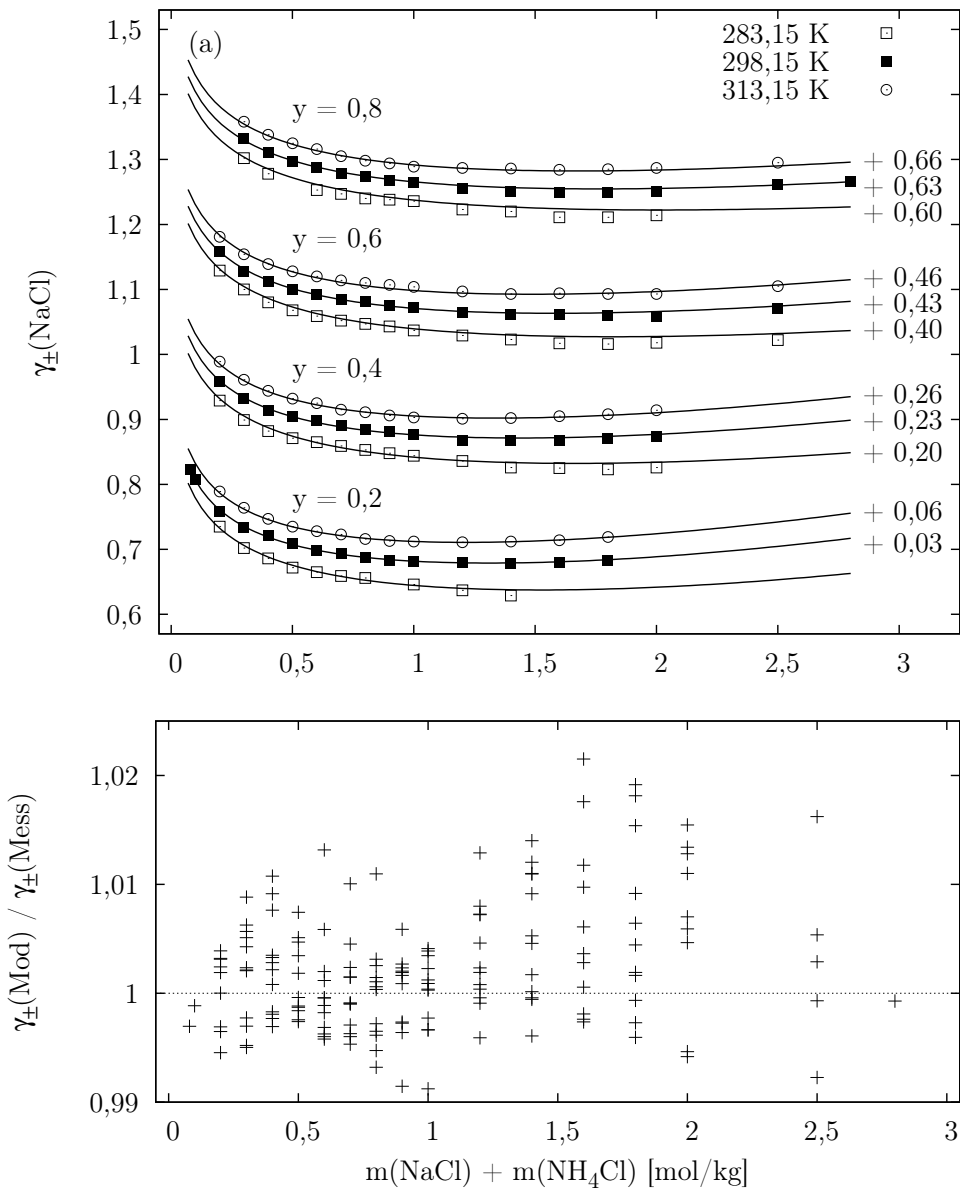 1,5
(a)
283,15 K
298,15 K
313,15 K
1,4
y = 0,8
1,3
+ 0,66
+ 0,63
+ 0,60
1,2
y = 0,6
γ±(NaCl)
1,1
+ 0,46
+ 0,43
+ 0,40
1
y = 0,4
0,9
+ 0,26
+ 0,23
+ 0,20
0,8
y = 0,2
0,7
+ 0,06
+ 0,03
0,6
0 0,5 1 1,5 2 2,5 3
γ±(Mod) / γ±(Mess)
1,02
1,01
1
0,99
0 0,5 1 1,5 2 2,5 3
m(NaCl) + m(NH₄Cl) [mol/kg]